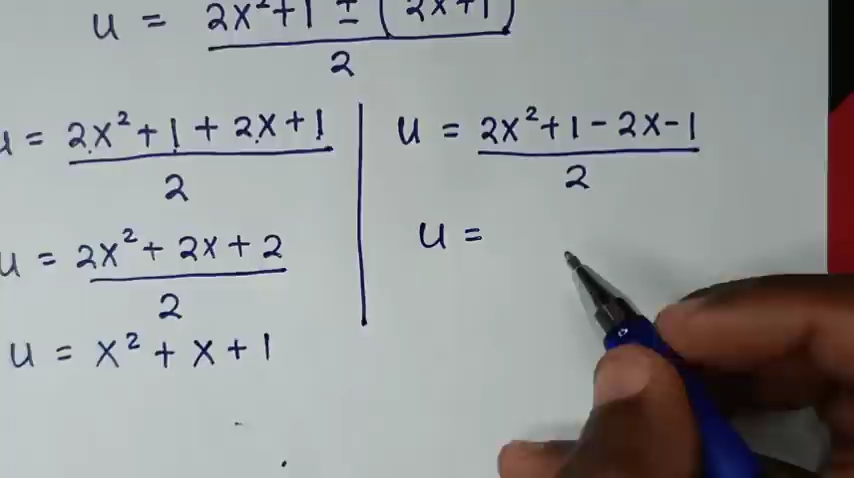 u = 2x²+1 ± (2x+1) / 2
u = 2x²+1+2x+1 / 2
u = 2x²+2x+2 / 2
u = x²+x+1
u = 2x²+1-2x-1 / 2
u =